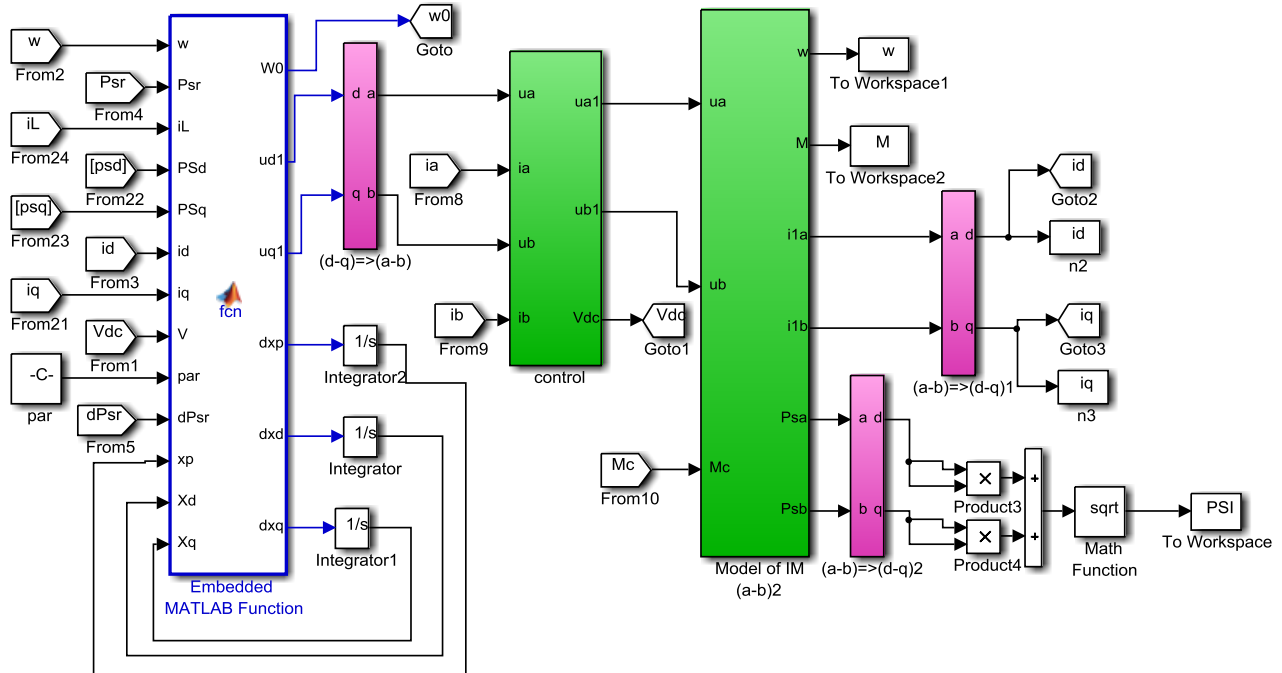 w
From2
Psr
From4
iL
From24
[psd]
From22
[psq]
From23
id
From3
iq
From21
Vdc
From1
-C-
par
dPsr
From5
w
Psr
iL
PSd
PSq
id
iq
V
par
dPsr
xp
Xd
Xq
W0
ud1
uq1
dxp
dxd
dxq
fcn
Embedded
MATLAB Function
w0
Goto
d a
q b
(d-q)=>(a-b)
1/s
Integrator2
1/s
Integrator
1/s
Integrator1
ia
From8
ib
From9
ua
ia
ub
ib
ua1
ub1
Vdc
control
Vdc
Goto1
Mc
From10
ua
ub
Mc
w
M
i1a
i1b
Psa
Psb
Model of IM
(a-b)2
w
To Workspace1
M
To Workspace2
a d
b q
(a-b)=>(d-q)1
id
Goto2
id
n2
iq
Goto3
iq
n3
a d
b q
(a-b)=>(d-q)2
×
Product3
×
Product4
+
+
sqrt
Math
Function
PSI
To Workspace